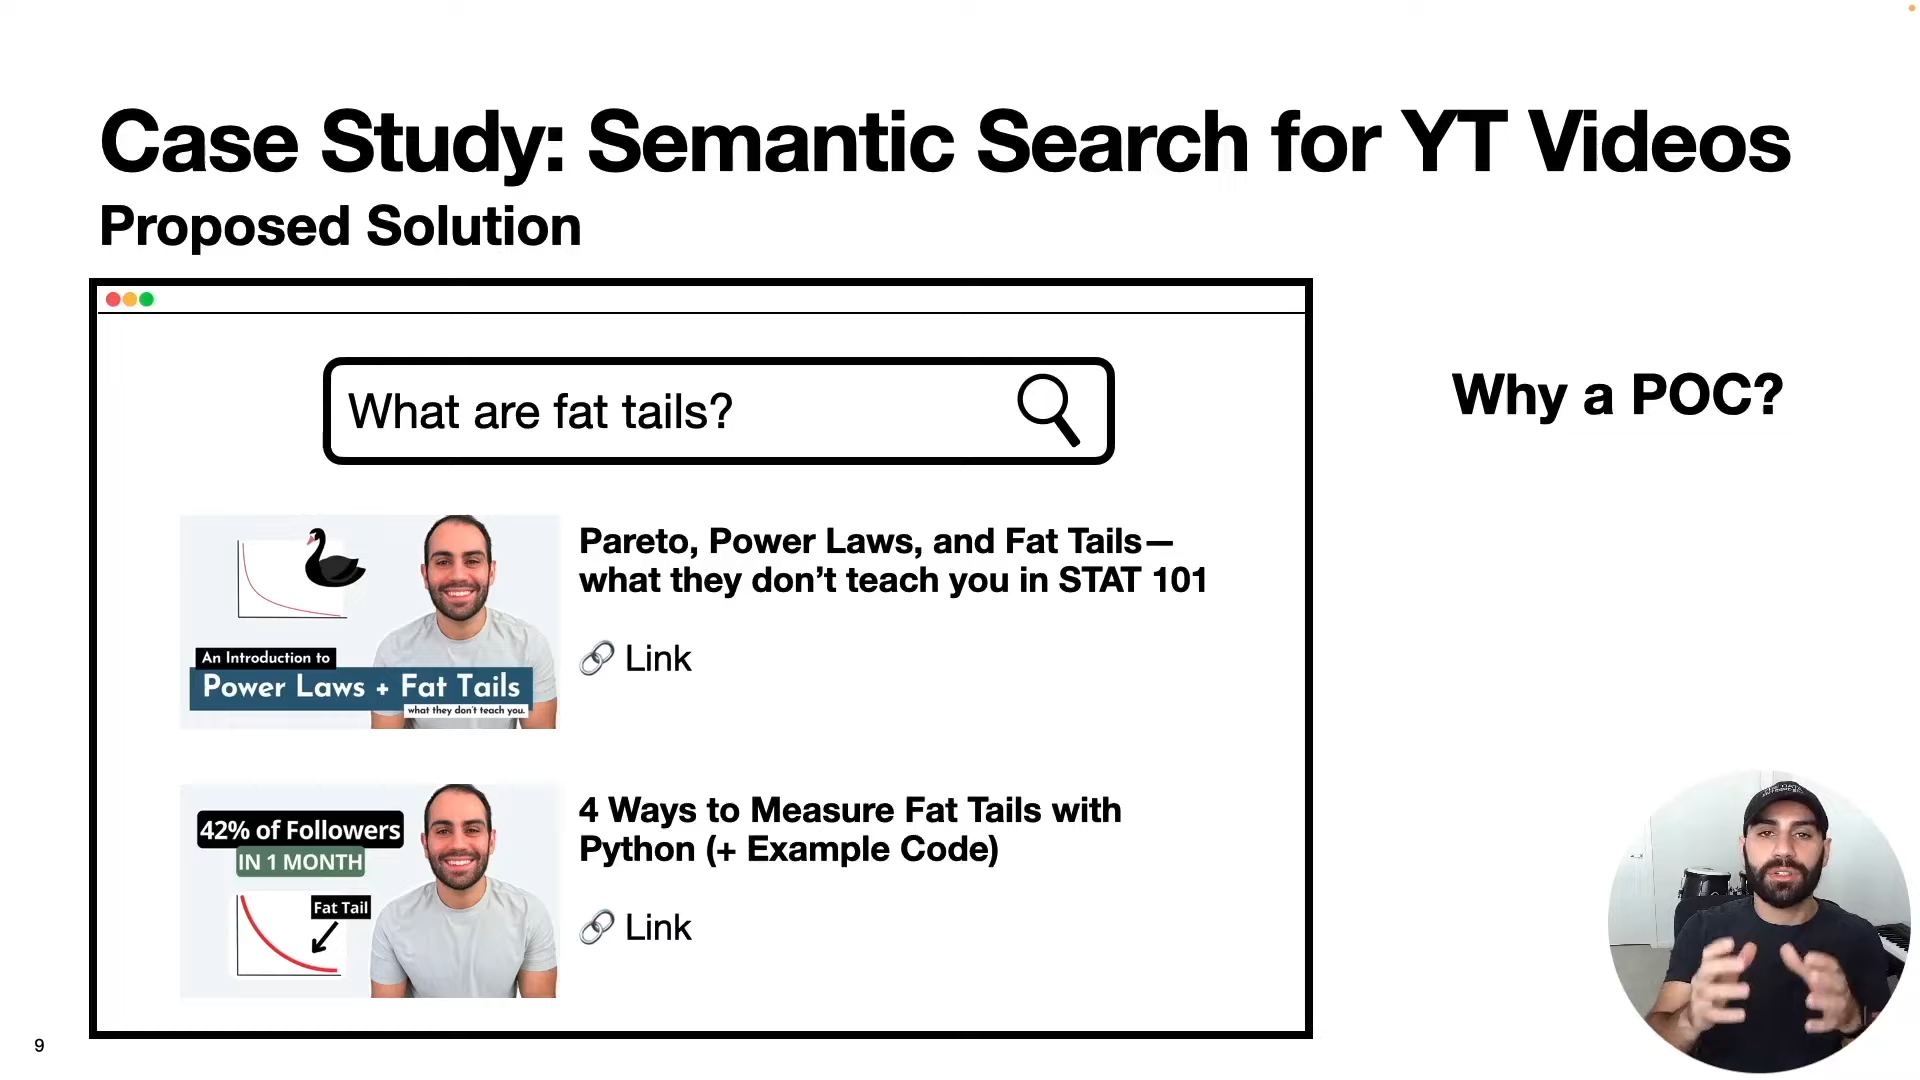 Case Study: Semantic Search for YT Videos
Proposed Solution
What are fat tails?
Why a POC?
An Introduction to
Power Laws + Fat Tails
what they don't teach you.
Pareto, Power Laws, and Fat Tails—
what they don’t teach you in STAT 101
Link
42% of Followers
IN 1 MONTH
Fat Tail
4 Ways to Measure Fat Tails with
Python (+ Example Code)
Link
9